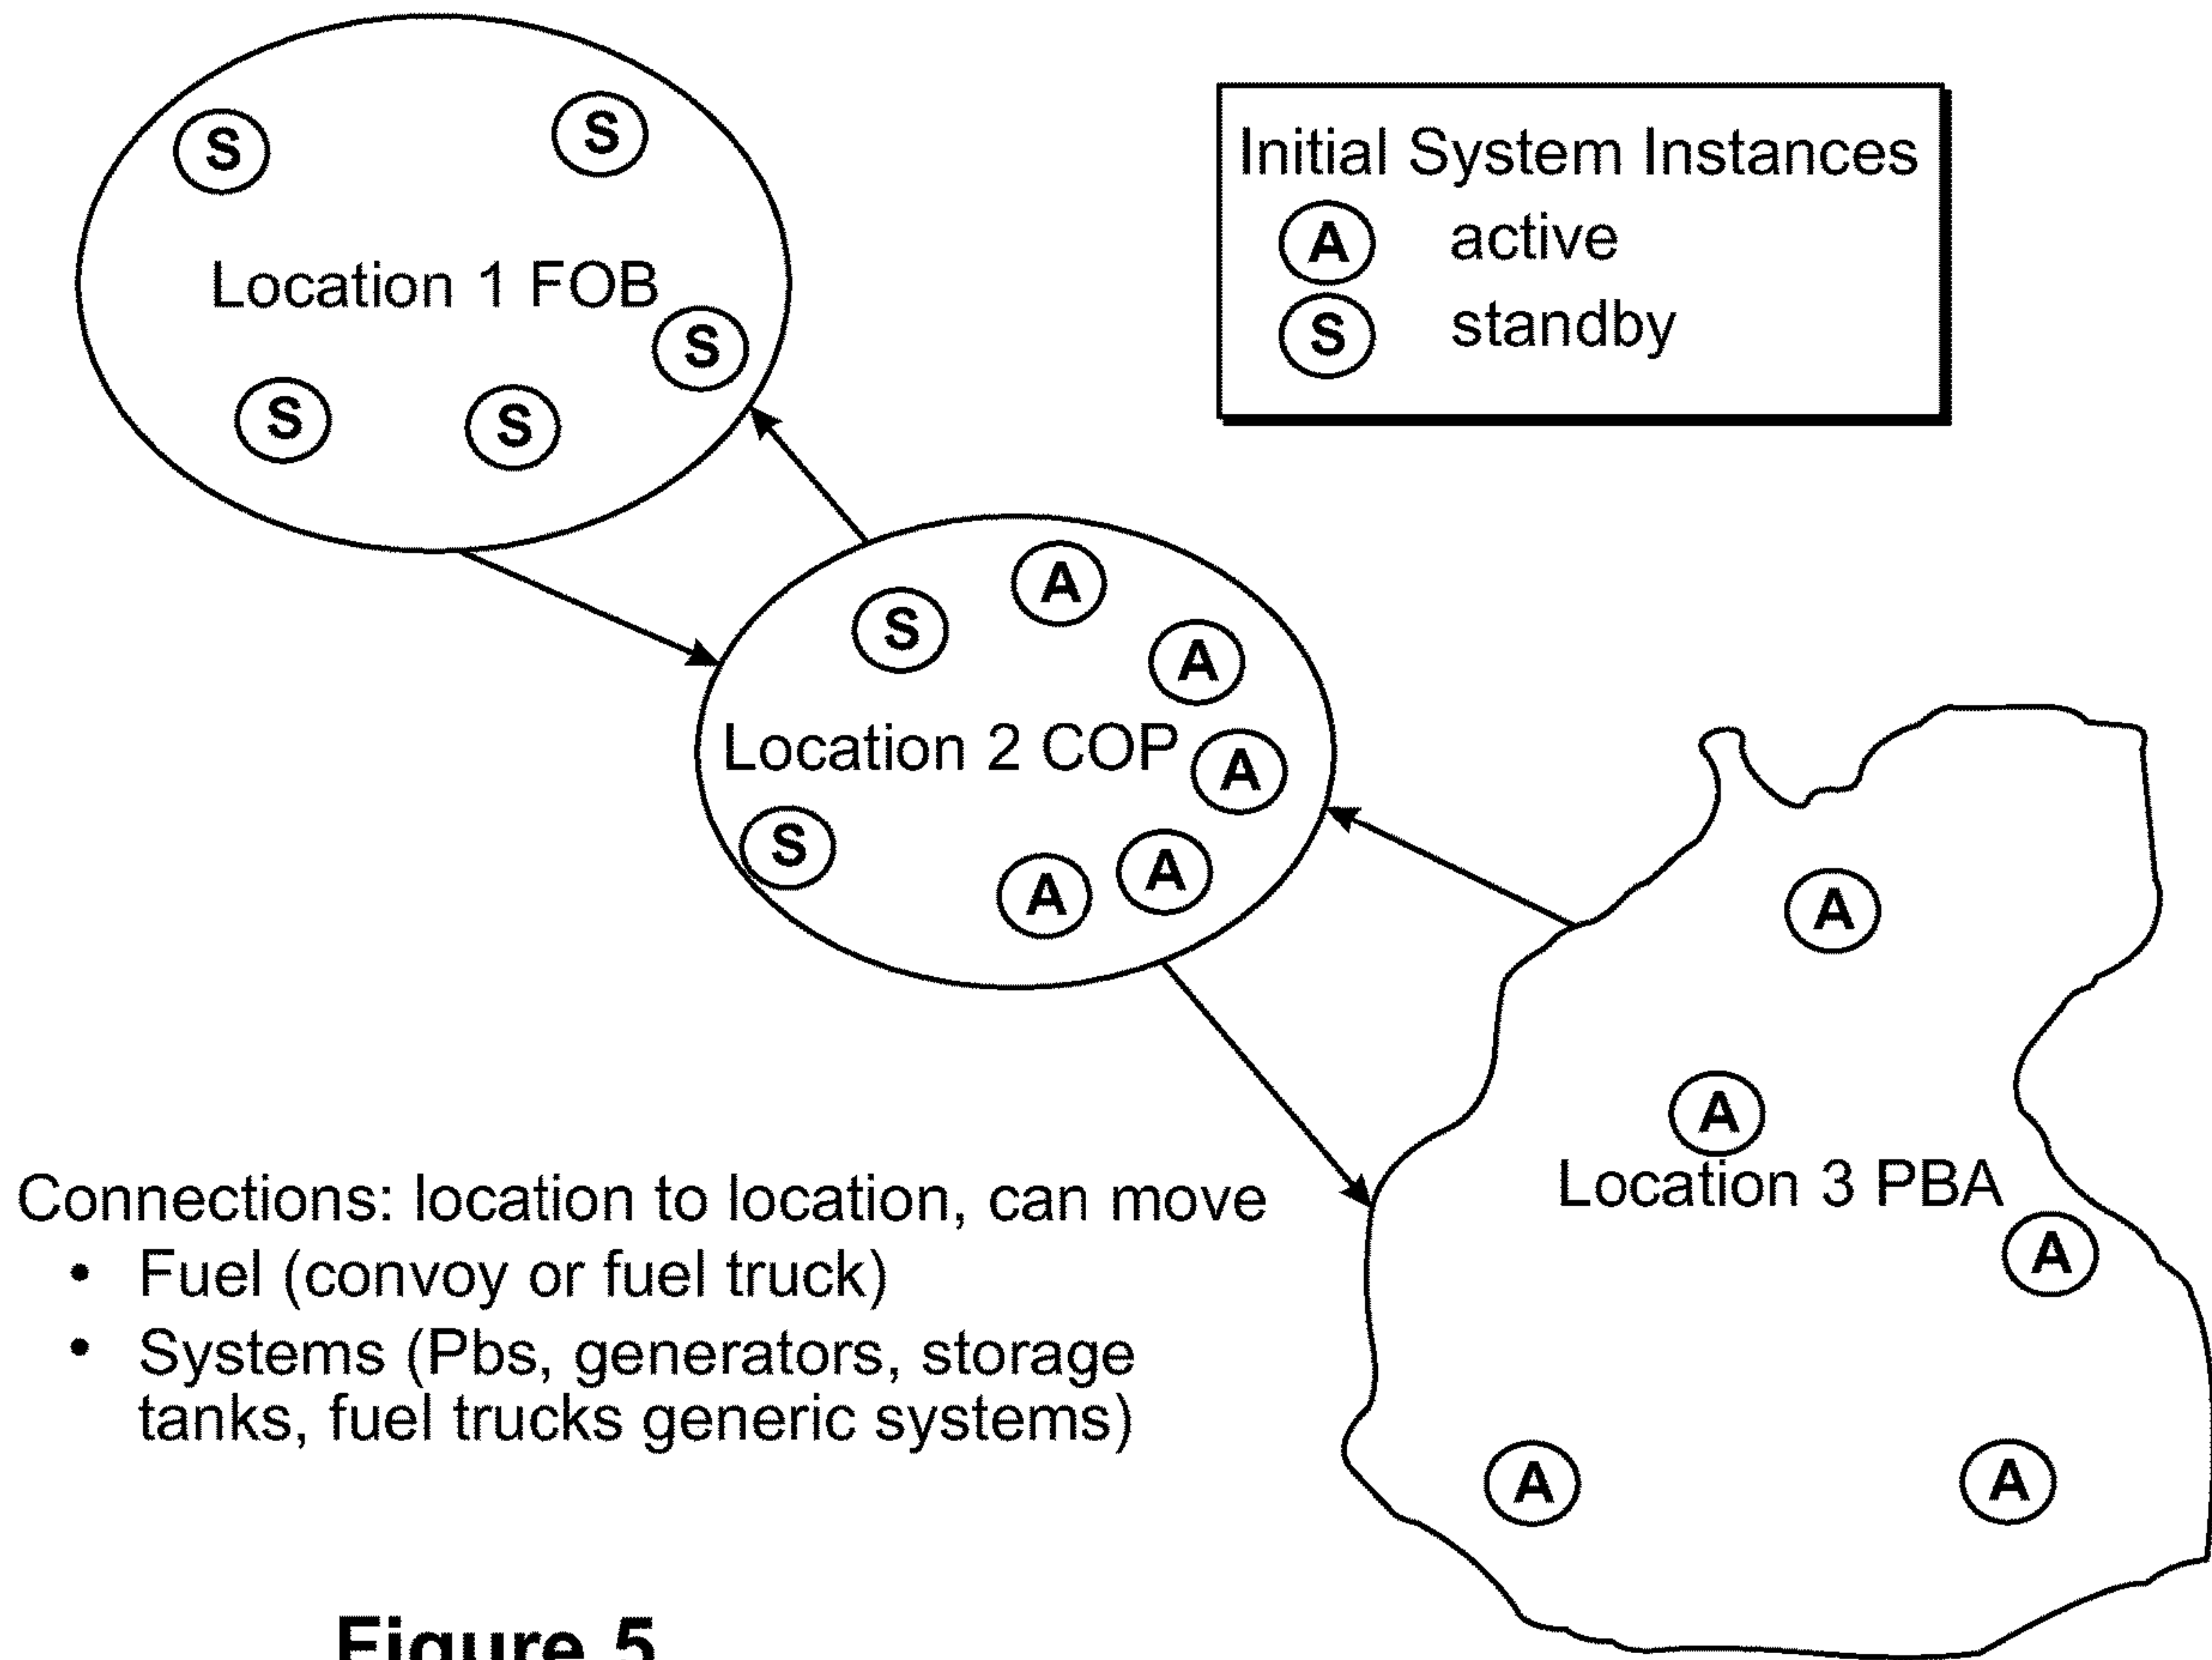 S S
Location 1 FOB
S
S S
Initial System Instances
A active
S standby
A
S A
Location 2 COP A
S A A
A
A
Location 3 PBA
A
A A
Connections: location to location, can move
• Fuel (convoy or fuel truck)
• Systems (Pbs, generators, storage
tanks, fuel trucks generic systems)
Figure 5